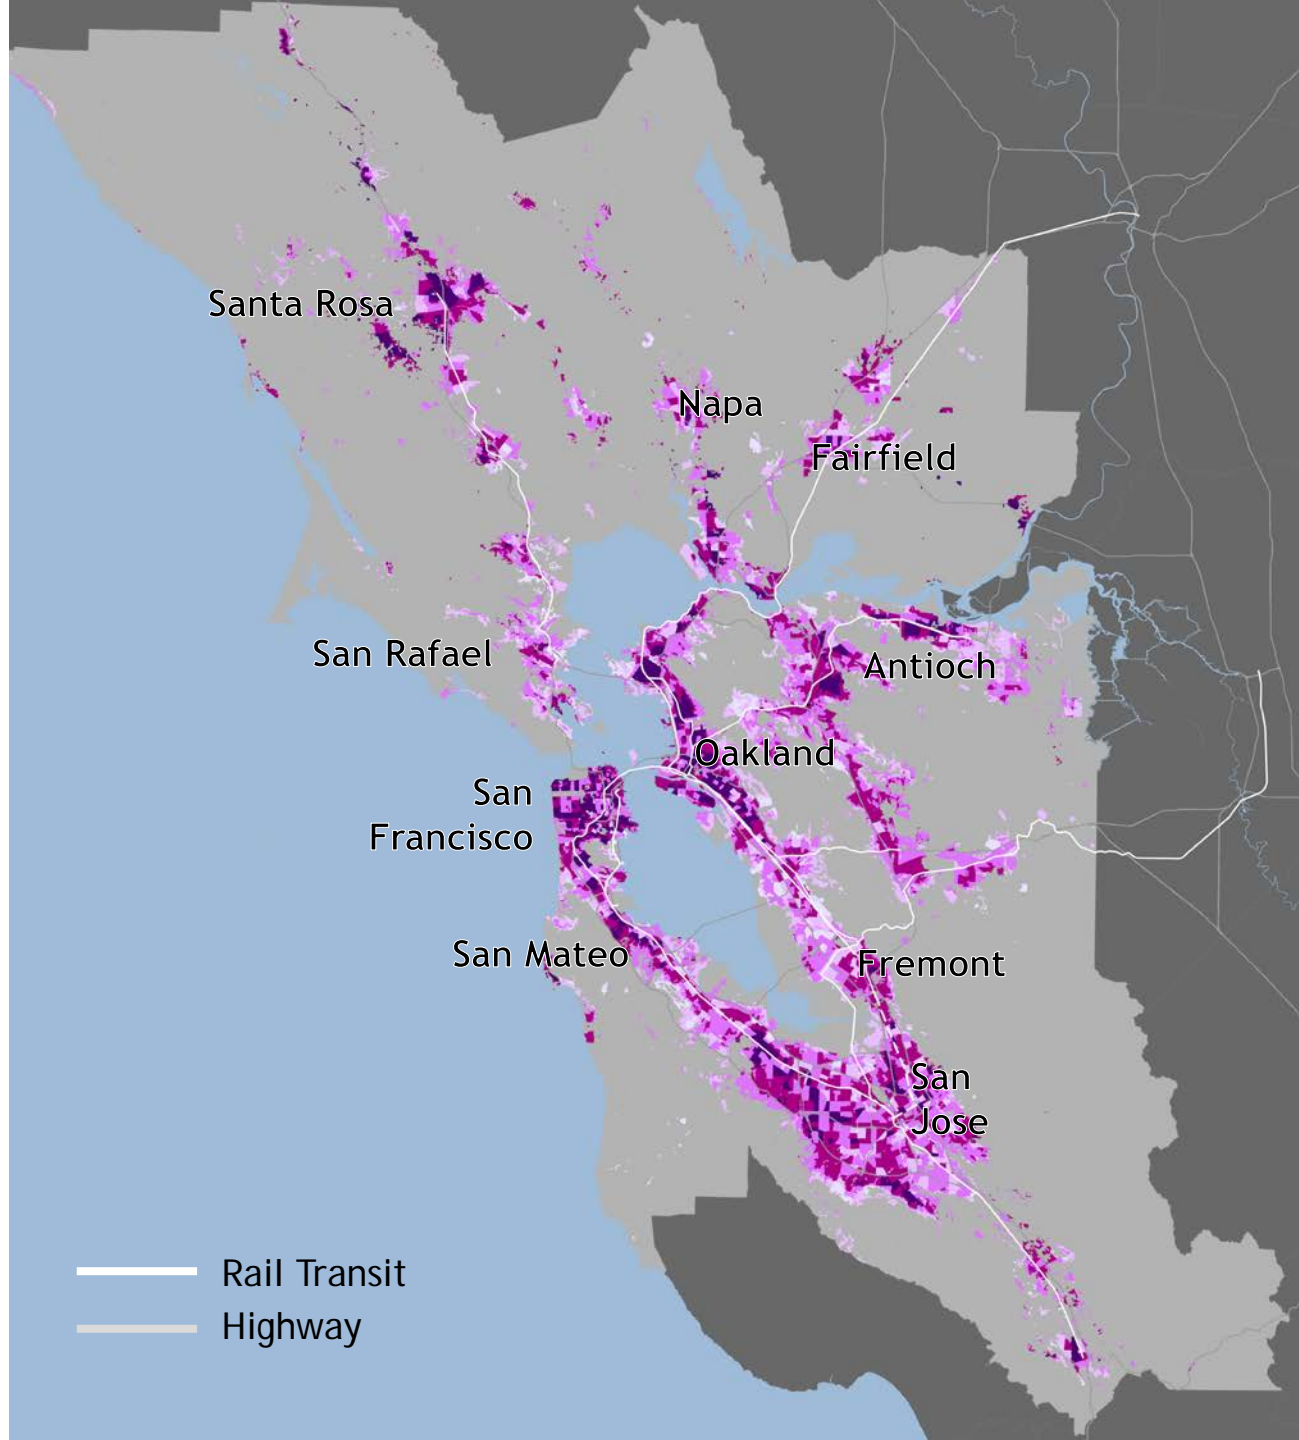 Santa Rosa
Napa
Fairfield
San Rafael
Antioch
Oakland
San
Francisco
San Mateo
Fremont
San
Jose
Rail Transit
Highway